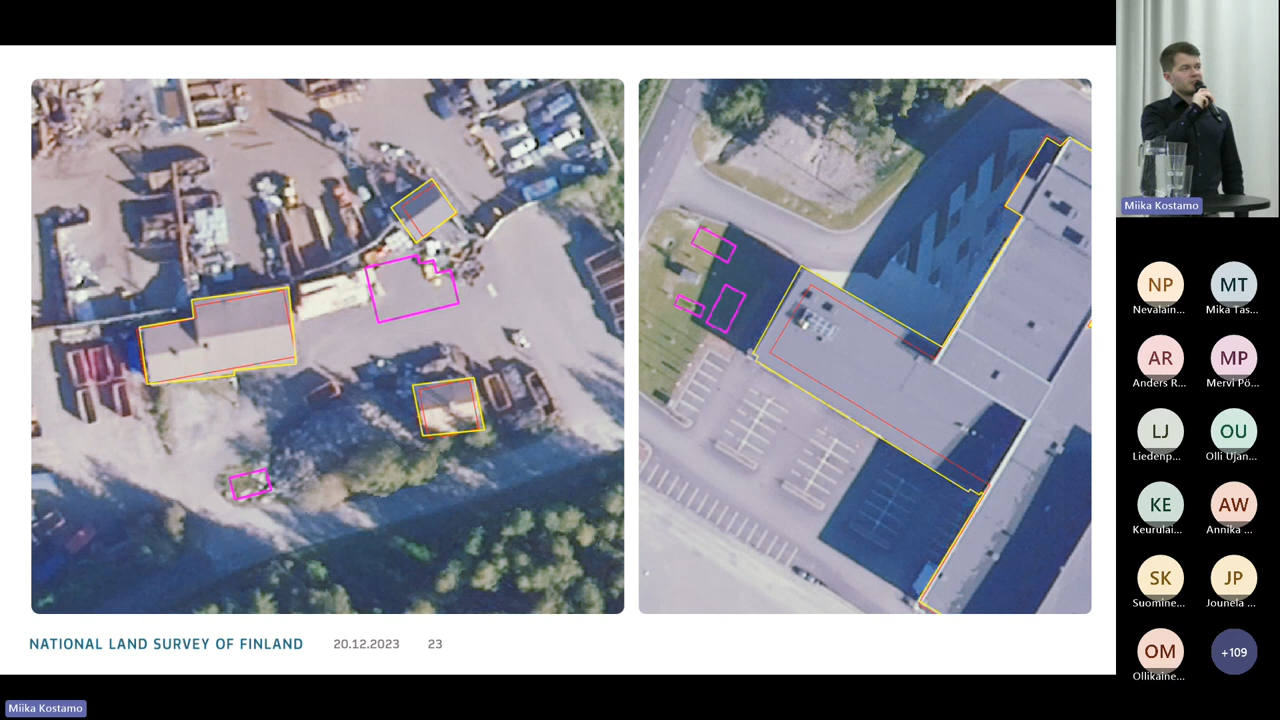 Miika Kostamo
NP
Nevalain...
MT
Mika Tas...
AR
Anders R...
MP
Mervi Pö...
LJ
Liedenp...
OU
Olli Ujan...
KE
Keurulai...
AW
Annika ...
SK
Suomine...
JP
Jounela ...
OM
Ollikaine...
+109
NATIONAL LAND SURVEY OF FINLAND 20.12.2023 23
Miika Kostamo